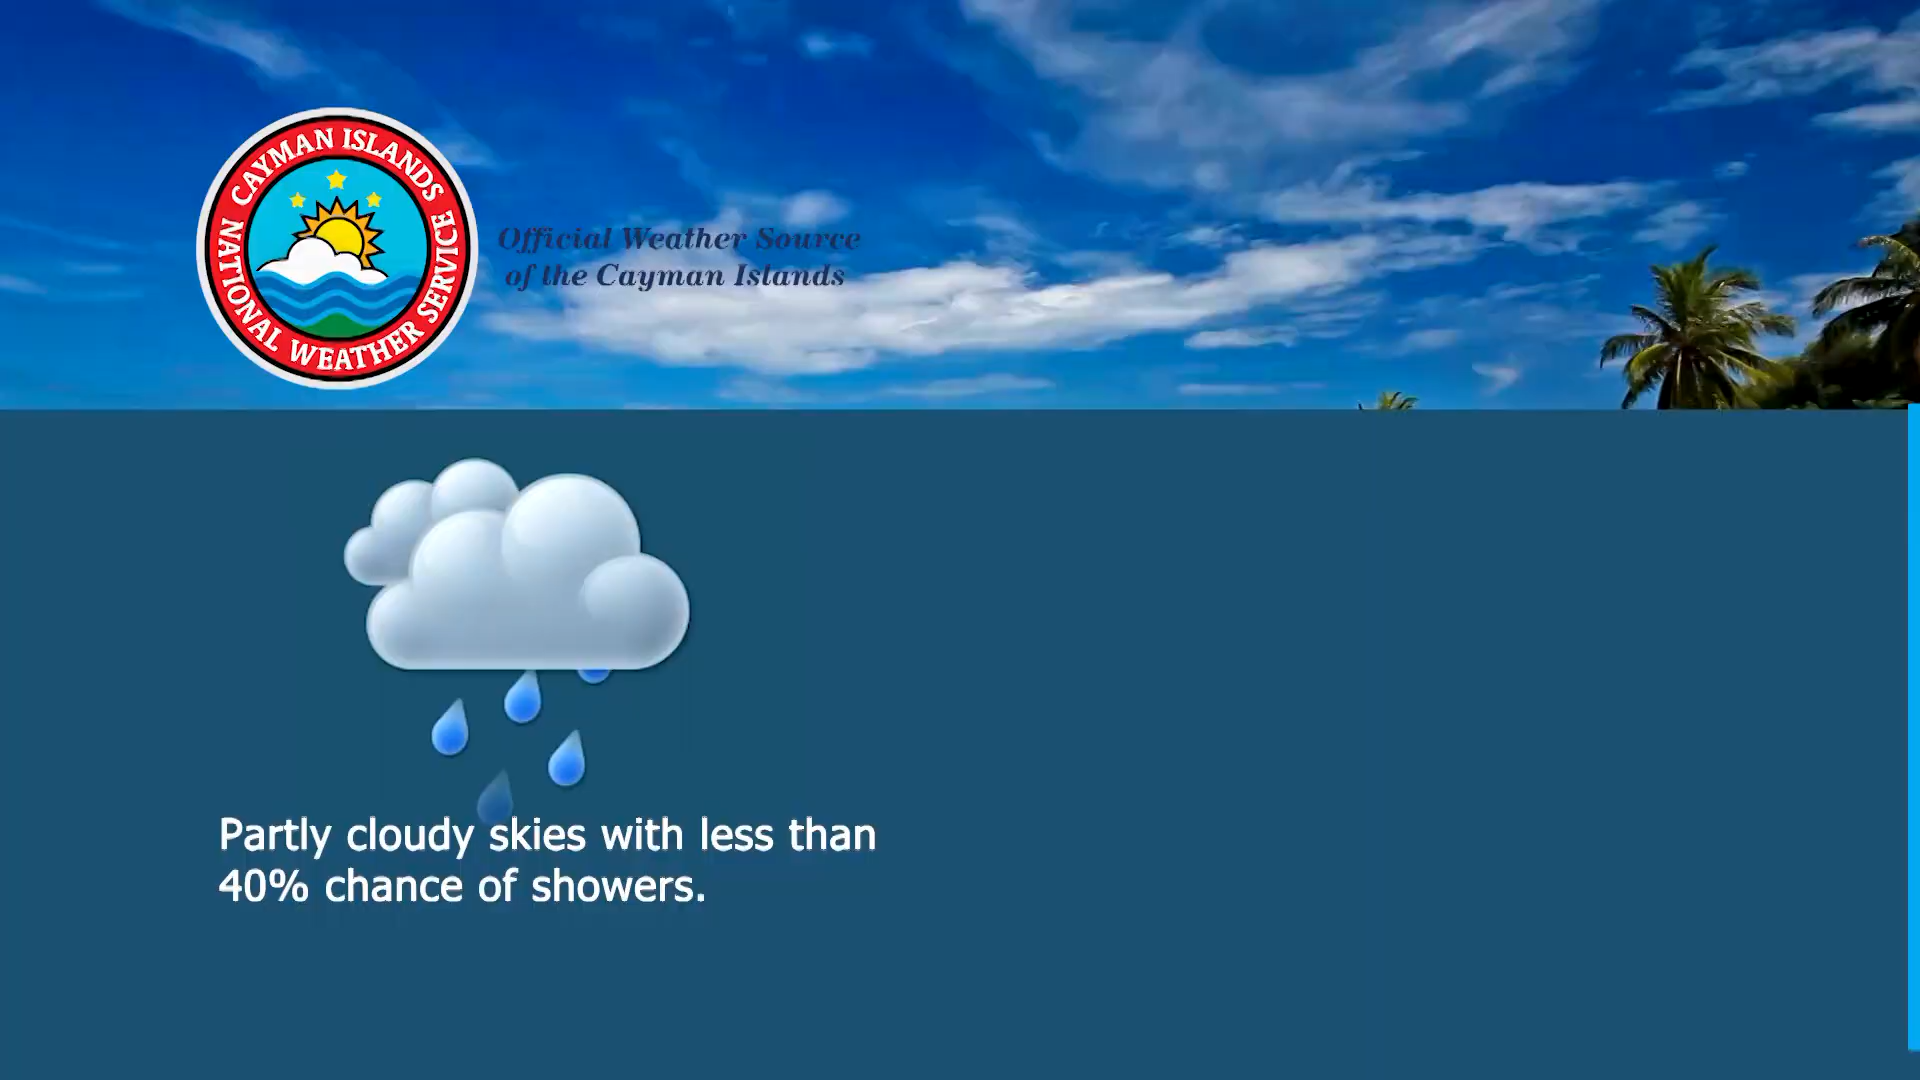 CAYMAN ISLANDS
NATIONAL WEATHER SERVICE
Official Weather Source
of the Cayman Islands
Partly cloudy skies with less than
40% chance of showers.